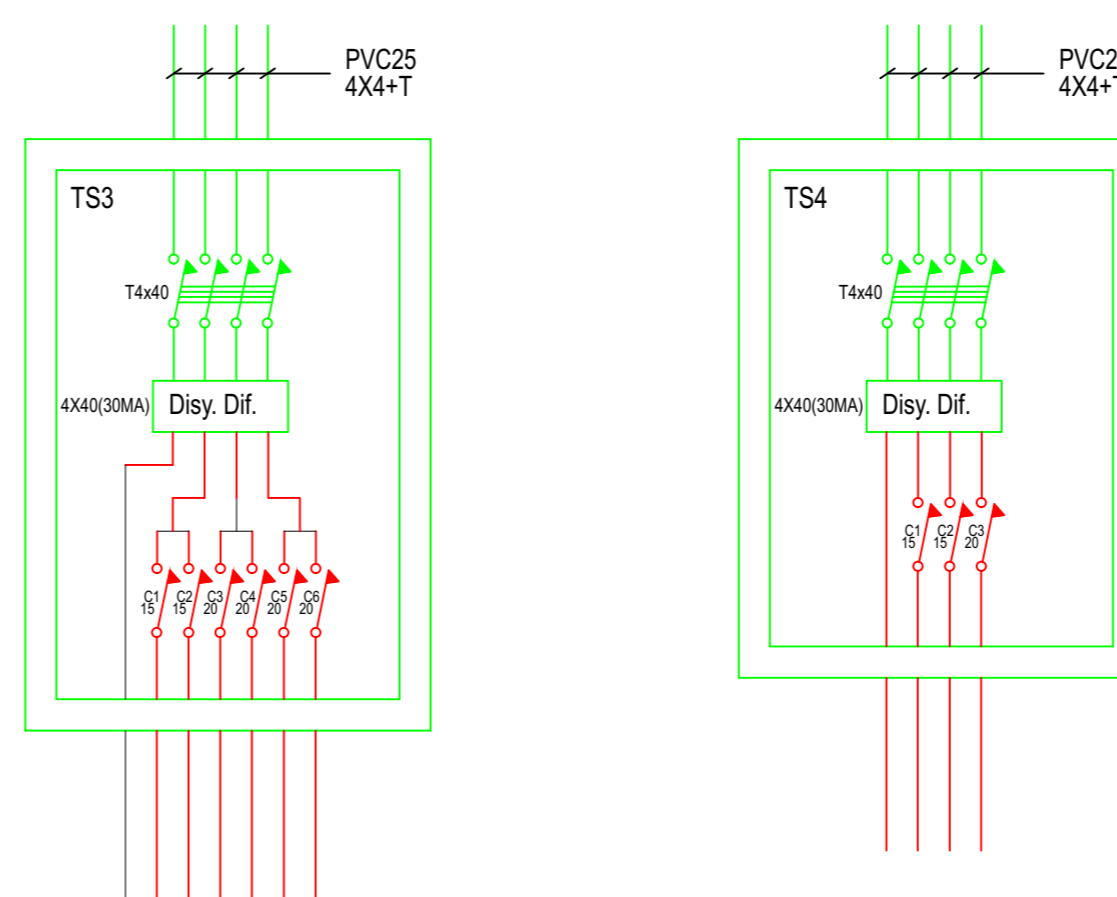 PVC25
4X4+T
TS3
T4x40
4X40(30MA)
Disy. Dif.
C1
15
C2
15
C3
20
C4
20
C5
20
C6
20
PVC2
4X4+T
TS4
T4x40
4X40(30MA)
Disy. Dif.
C1
15
C2
15
C3
20